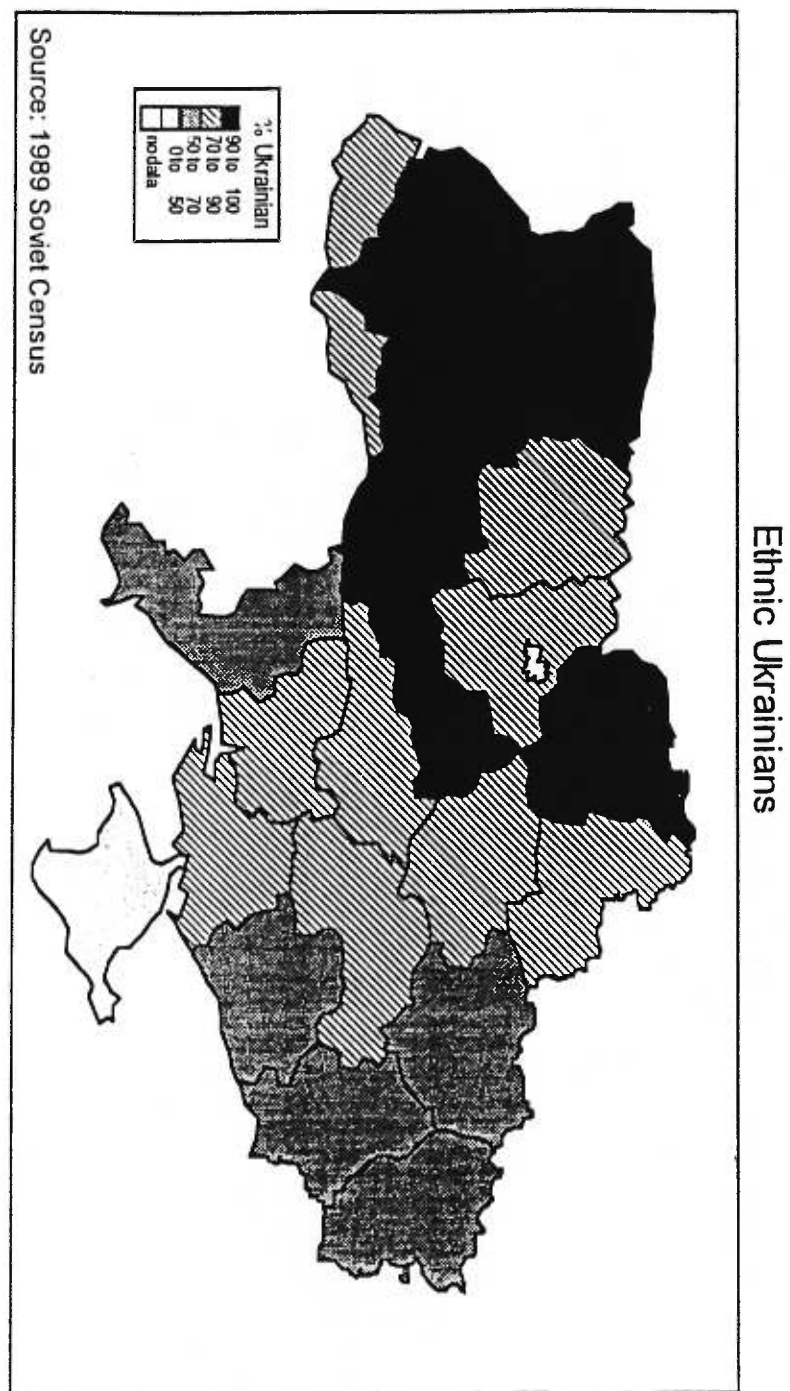 Ethnic Ukrainians
% Ukrainian
90 to 100
70 to 90
50 to 70
0 to 50
no data
Source: 1989 Soviet Census